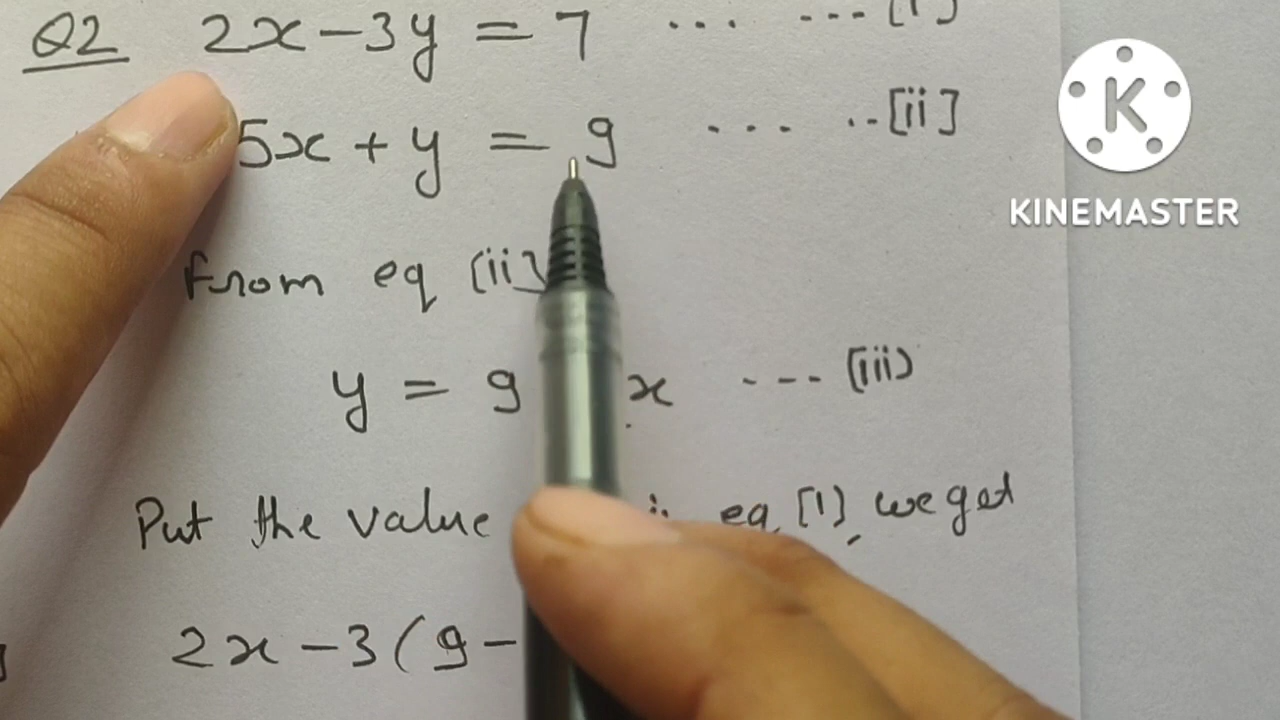 Q2 2x - 3y = 7 ... --- [i]
5x + y = 9 ... .. [ii]
From eq [ii]
y = 9 x --- (iii)
Put the value eq [1], we get
2x - 3 ( 9 -
K
KINEMASTER